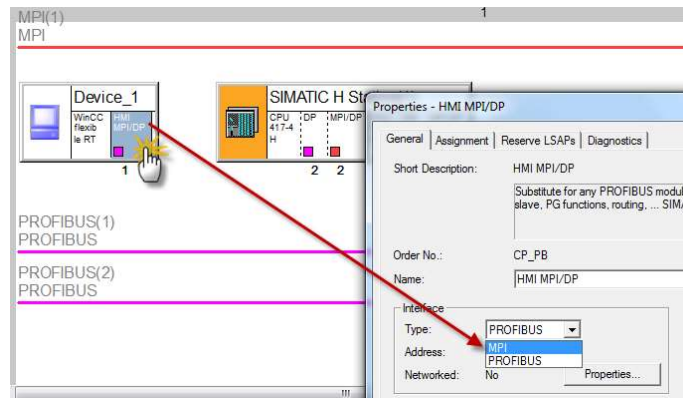 MPI(1)
MPI
1
Device_1
WinCC
flexib
le RT
HMI
MPI/DP
1
SIMATIC H St
CPU
417-4
H
DP
MPI/DP
2 2
PROFIBUS(1)
PROFIBUS
PROFIBUS(2)
PROFIBUS
Properties - HMI MPI/DP
General Assignment Reserve LSAPs Diagnostics
Short Description: HMI MPI/DP
Substitute for any PROFIBUS modul
slave, PG functions, routing, ... SIM
Order No.: CP_PB
Name: HMI MPI/DP
Interface
Type: PROFIBUS
MPI
PROFIBUS
Address:
Networked: No Properties...